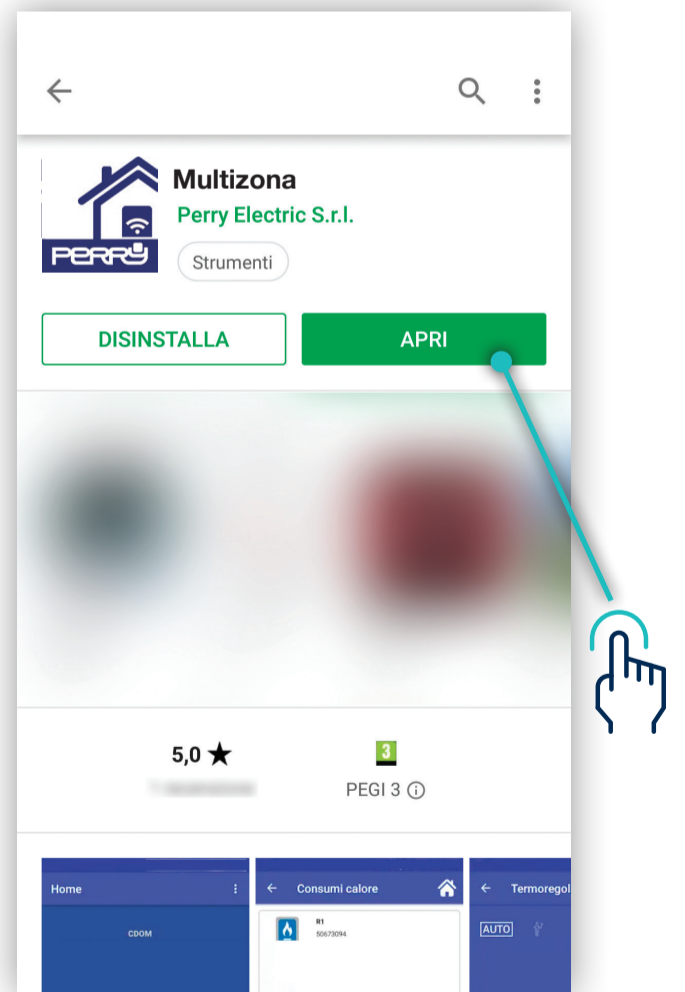 Multizona
Perry Electric S.r.l.
PERRY
Strumenti
DISINSTALLA
APRI
5,0 ★
3
PEGI 3
Home
CDOM
Consumi calore
R1
50673094
Termoregol
AUTO